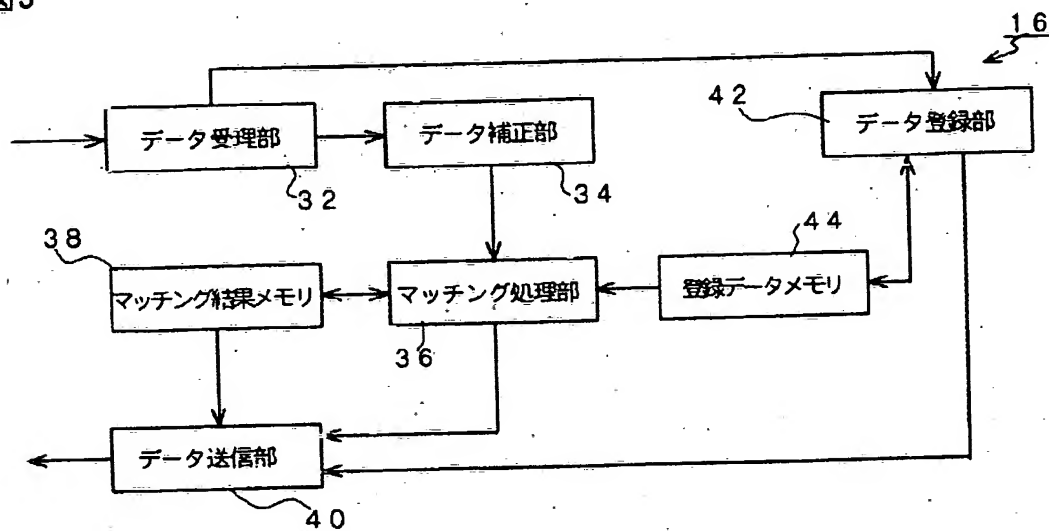 図3
16
42
データ受理部
データ補正部
データ登録部
32
34
44
38
マッチング結果メモリ
マッチング処理部
登録データメモリ
36
データ送信部
40